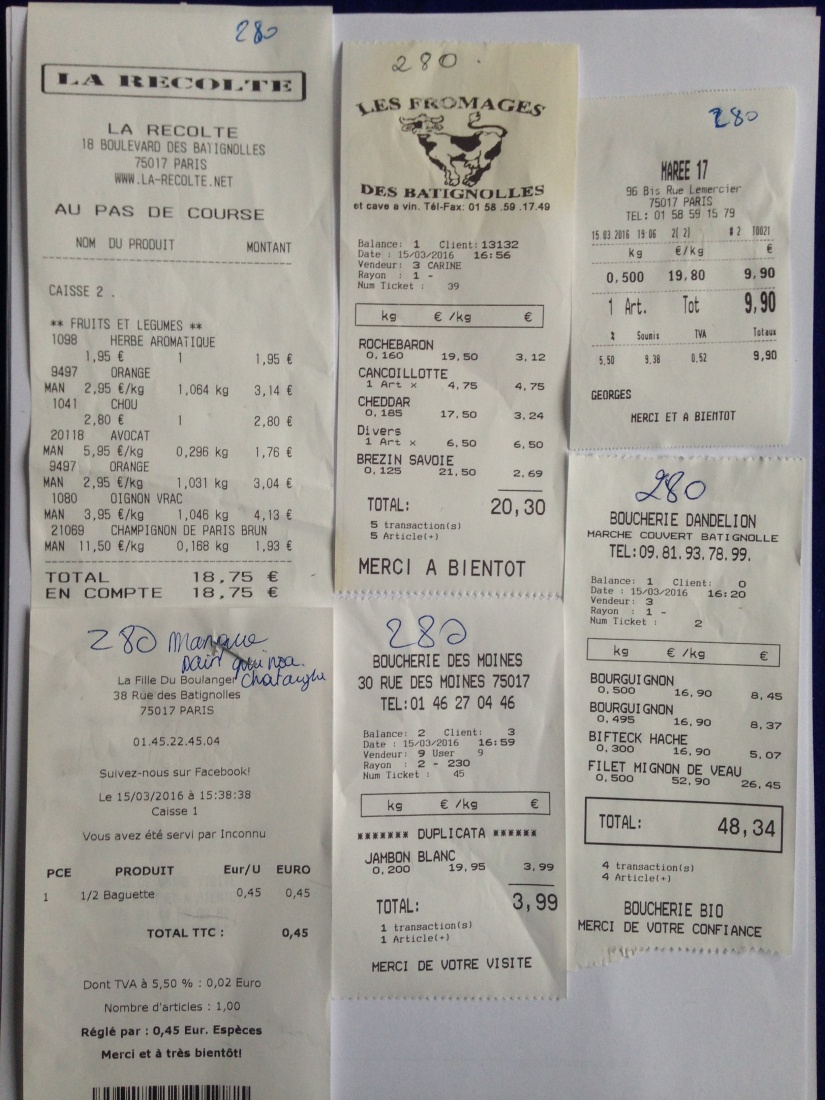 280
LA RECOLTE
LA RECOLTE
18 BOULEVARD DES BATIGNOLLES
75017 PARIS
WWW.LA-RECOLTE.NET
AU PAS DE COURSE
NOM DU PRODUIT MONTANT
CAISSE 2 .
** FRUITS ET LEGUMES **
1098 HERBE AROMATIQUE
1,95 € 1 1,95 €
9497 ORANGE
MAN 2,95 €/kg 1,064 kg 3,14 €
1041 CHOU
2,80 € 1 2,80 €
20118 AVOCAT
MAN 5,95 €/kg 0,296 kg 1,76 €
9497 ORANGE
MAN 2,95 €/kg 1,031 kg 3,04 €
1080 OIGNON VRAC
MAN 3,95 €/kg 1,046 kg 4,13 €
21069 CHAMPIGNON DE PARIS BRUN
MAN 11,50 €/kg 0,168 kg 1,93 €
TOTAL 18,75 €
EN COMPTE 18,75 €
280 Manque
pain quinoa.
chataigne
La Fille Du Boulanger
38 Rue des Batignolles
75017 PARIS
01.45.22.45.04
Suivez-nous sur Facebook!
Le 15/03/2016 à 15:38:38
Caisse 1
Vous avez été servi par Inconnu
PCE PRODUIT Eur/U EURO
1 1/2 Baguette 0,45 0,45
TOTAL TTC : 0,45
Dont TVA à 5,50 % : 0,02 Euro
Nombre d'articles : 1,00
Réglé par : 0,45 Eur. Espèces
Merci et à très bientôt!
280 .
LES FROMAGES
DES BATIGNOLLES
et cave a vin. Tél-Fax: 01 58 .59 .17.49
Balance: 1 Client:13132
Date : 15/03/2016 16:56
Vendeur: 3 CARINE
Rayon : 1 -
Num Ticket : 39
kg € /kg €
ROCHEBARON
0,160 19,50 3,12
CANCOILLOTTE
1 Art x 4,75 4,75
CHEDDAR
0,185 17,50 3,24
Divers
1 Art x 6,50 6,50
BREZIN SAVOIE
0,125 21,50 2,69
TOTAL: 20,30
5 transaction(s)
5 Article(+)
MERCI A BIENTOT
280
BOUCHERIE DES MOINES
30 RUE DES MOINES 75017
TEL:01 46 27 04 46
Balance: 2 Client: 3
Date : 15/03/2016 16:59
Vendeur: 9 User 9
Rayon : 2 - 230
Num Ticket : 45
kg € /kg €
******* DUPLICATA ******
JAMBON BLANC
0,200 19,95 3,99
TOTAL: 3,99
1 transaction(s)
1 Article(+)
MERCI DE VOTRE VISITE
280
MAREE 17
96 Bis Rue Lemercier
75017 PARIS
TEL: 01 58 59 15 79
15.03.2016 19:06 2[ 2] # 2 T0021
kg €/kg €
0,500 19,80 9,90
1 Art. Tot 9,90
% Soumis TVA Totaux
5,50 9,38 0,52 9,90
GEORGES
MERCI ET A BIENTOT
280
BOUCHERIE DANDELION
MARCHE COUVERT BATIGNOLLE
TEL:09.81.93.78.99.
Balance: 1 Client: 0
Date : 15/03/2016 16:20
Vendeur: 3
Rayon : 1 -
Num Ticket : 2
kg € /kg €
BOURGUIGNON
0,500 16,90 8,45
BOURGUIGNON
0,495 16,90 8,37
BIFTECK HACHE
0,300 16,90 5,07
FILET MIGNON DE VEAU
0,500 52,90 26,45
TOTAL: 48,34
4 transaction(s)
4 Article(+)
BOUCHERIE BIO
MERCI DE VOTRE CONFIANCE